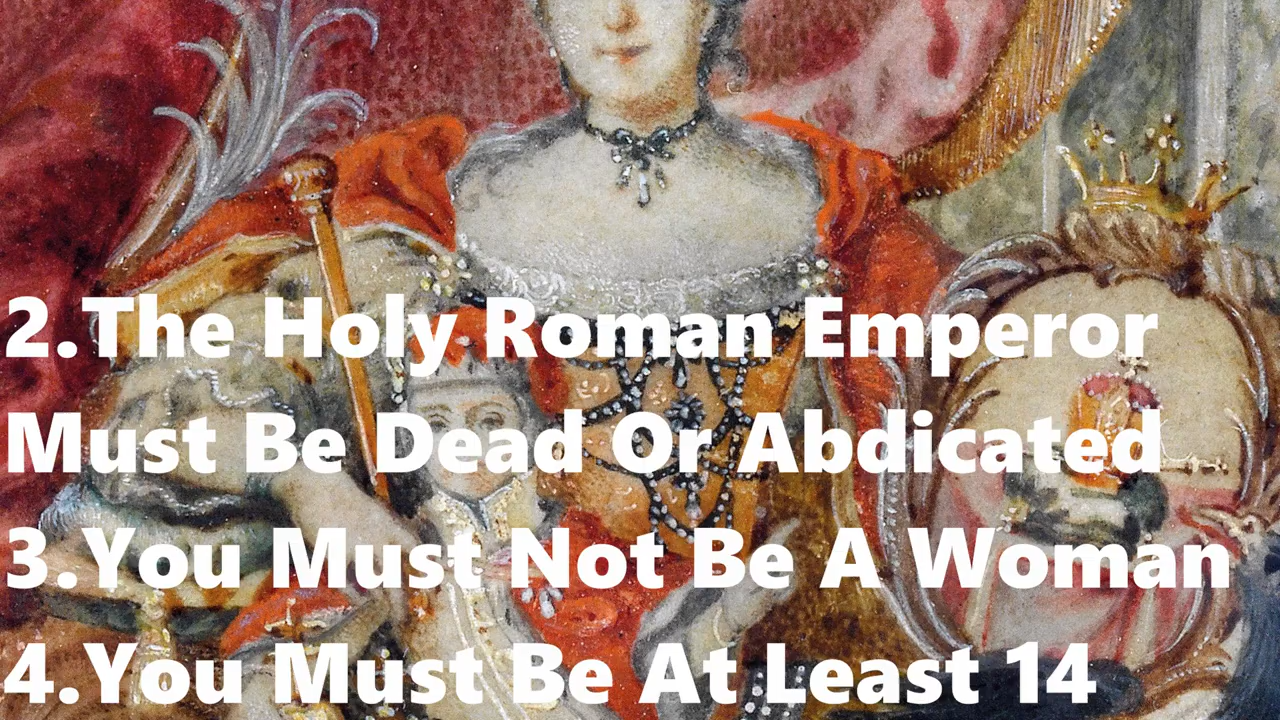 2.The Holy Roman Emperor
Must Be Dead Or Abdicated
3.You Must Not Be A Woman
4.You Must Be At Least 14